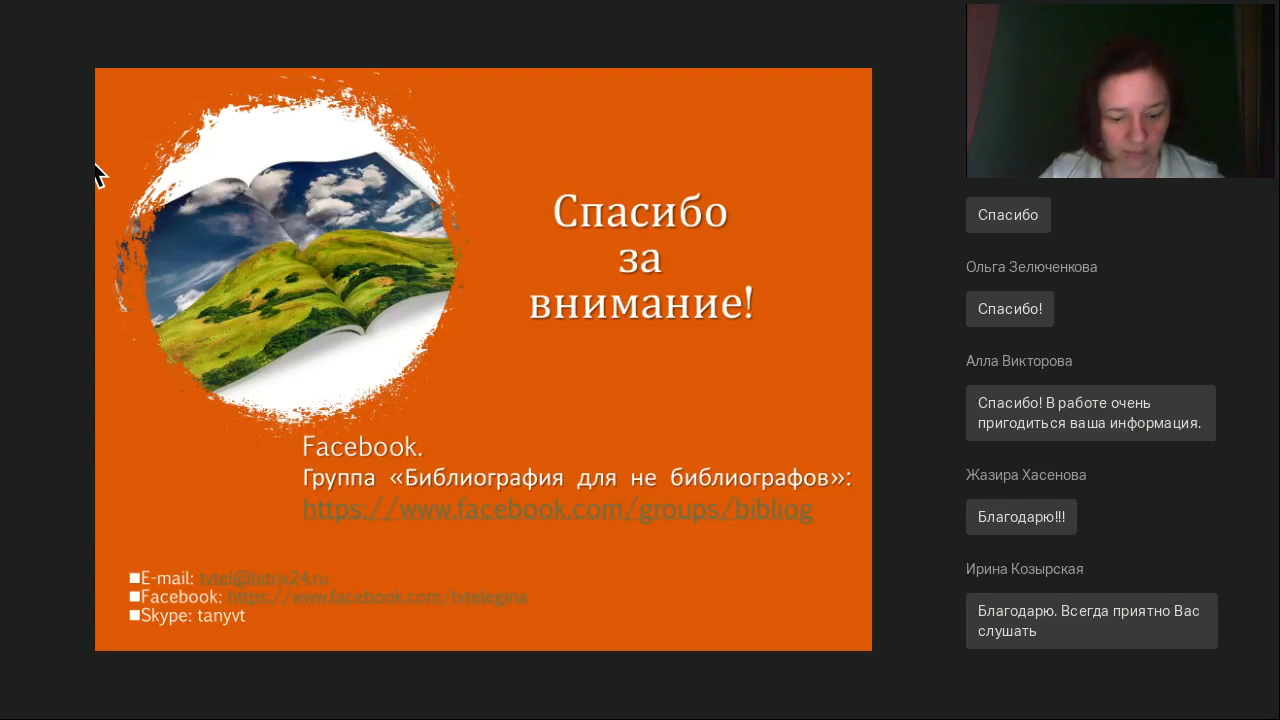 Спасибо
за
внимание!
Facebook.
Группа «Библиография для не библиографов»:
https://www.facebook.com/groups/bibliog
■E-mail: tvtel@bitrix24.ru
■Facebook: https://www.facebook.com/tvtelegina
■Skype: tanyvt
Спасибо
Ольга Зелюченкова
Спасибо!
Алла Викторова
Спасибо! В работе очень
пригодиться ваша информация.
Жазира Хасенова
Благодарю!!!
Ирина Козырская
Благодарю. Всегда приятно Вас
слушать